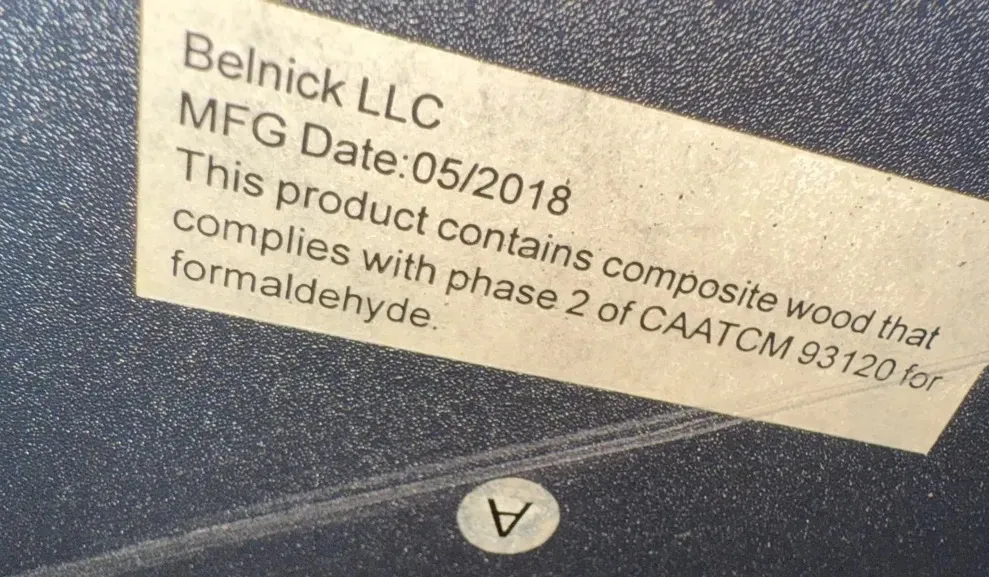 Belnick LLC
MFG Date:05/2018
This product contains composite wood that
complies with phase 2 of CAATCM 93120 for
formaldehyde.
A